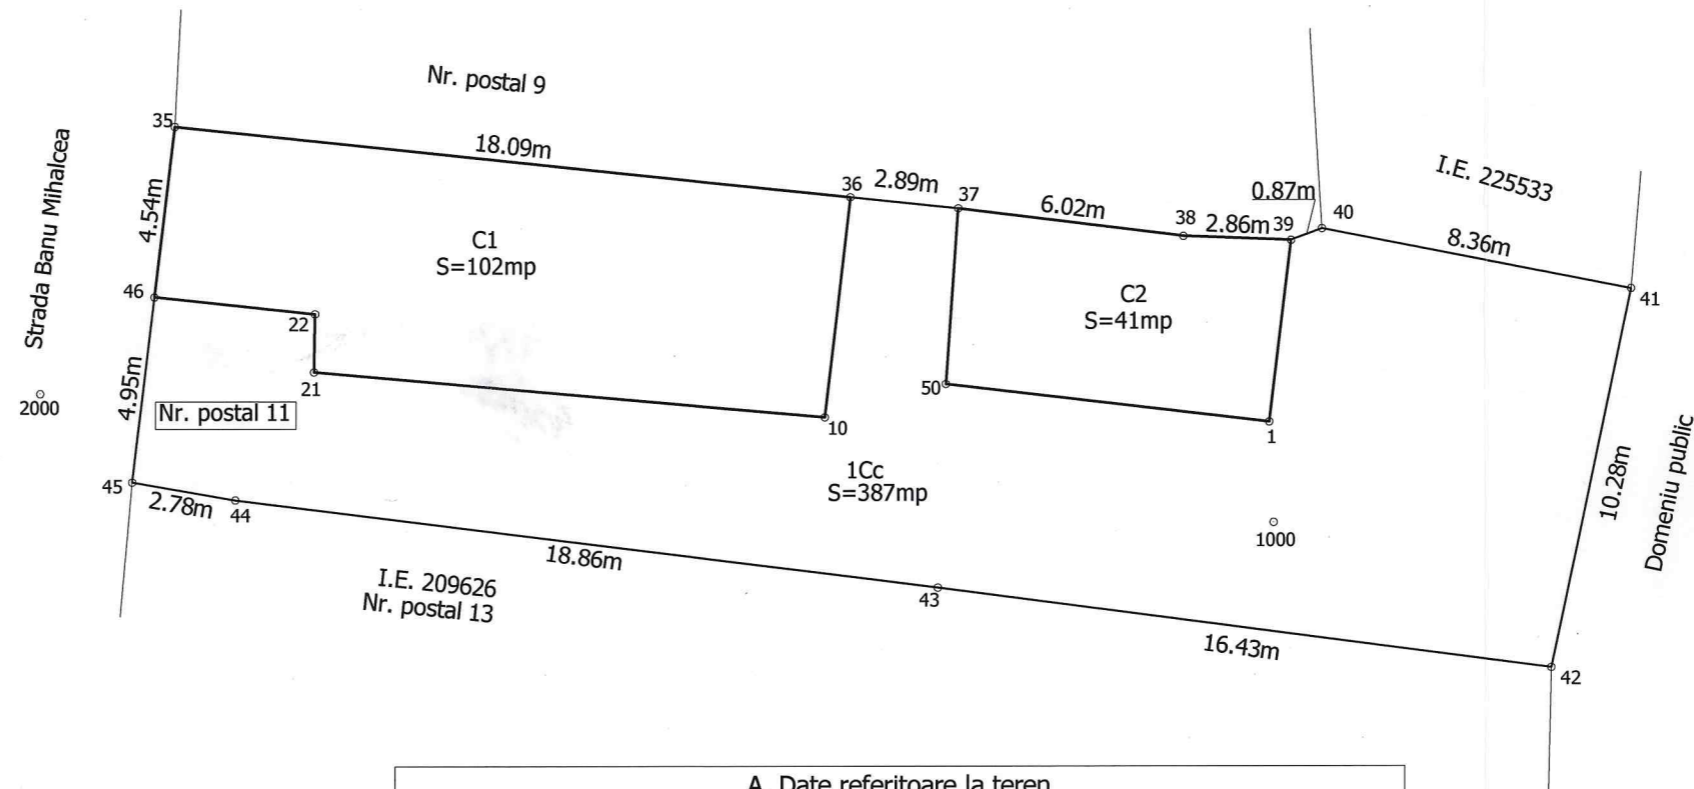 Nr. postal 9
Strada Banu Mihalcea
35
18.09m
36
2.89m
37
6.02m
38
2.86m
39
0.87m
40
I.E. 225533
8.36m
41
4.54m
C1
S=102mp
C2
S=41mp
46
22
21
4.95m
Nr. postal 11
2000
10
50
1
1Cc
S=387mp
10.28m
Domeniu public
45
2.78m
44
18.86m
1000
I.E. 209626
Nr. postal 13
43
16.43m
42
A. Date referitoare la teren